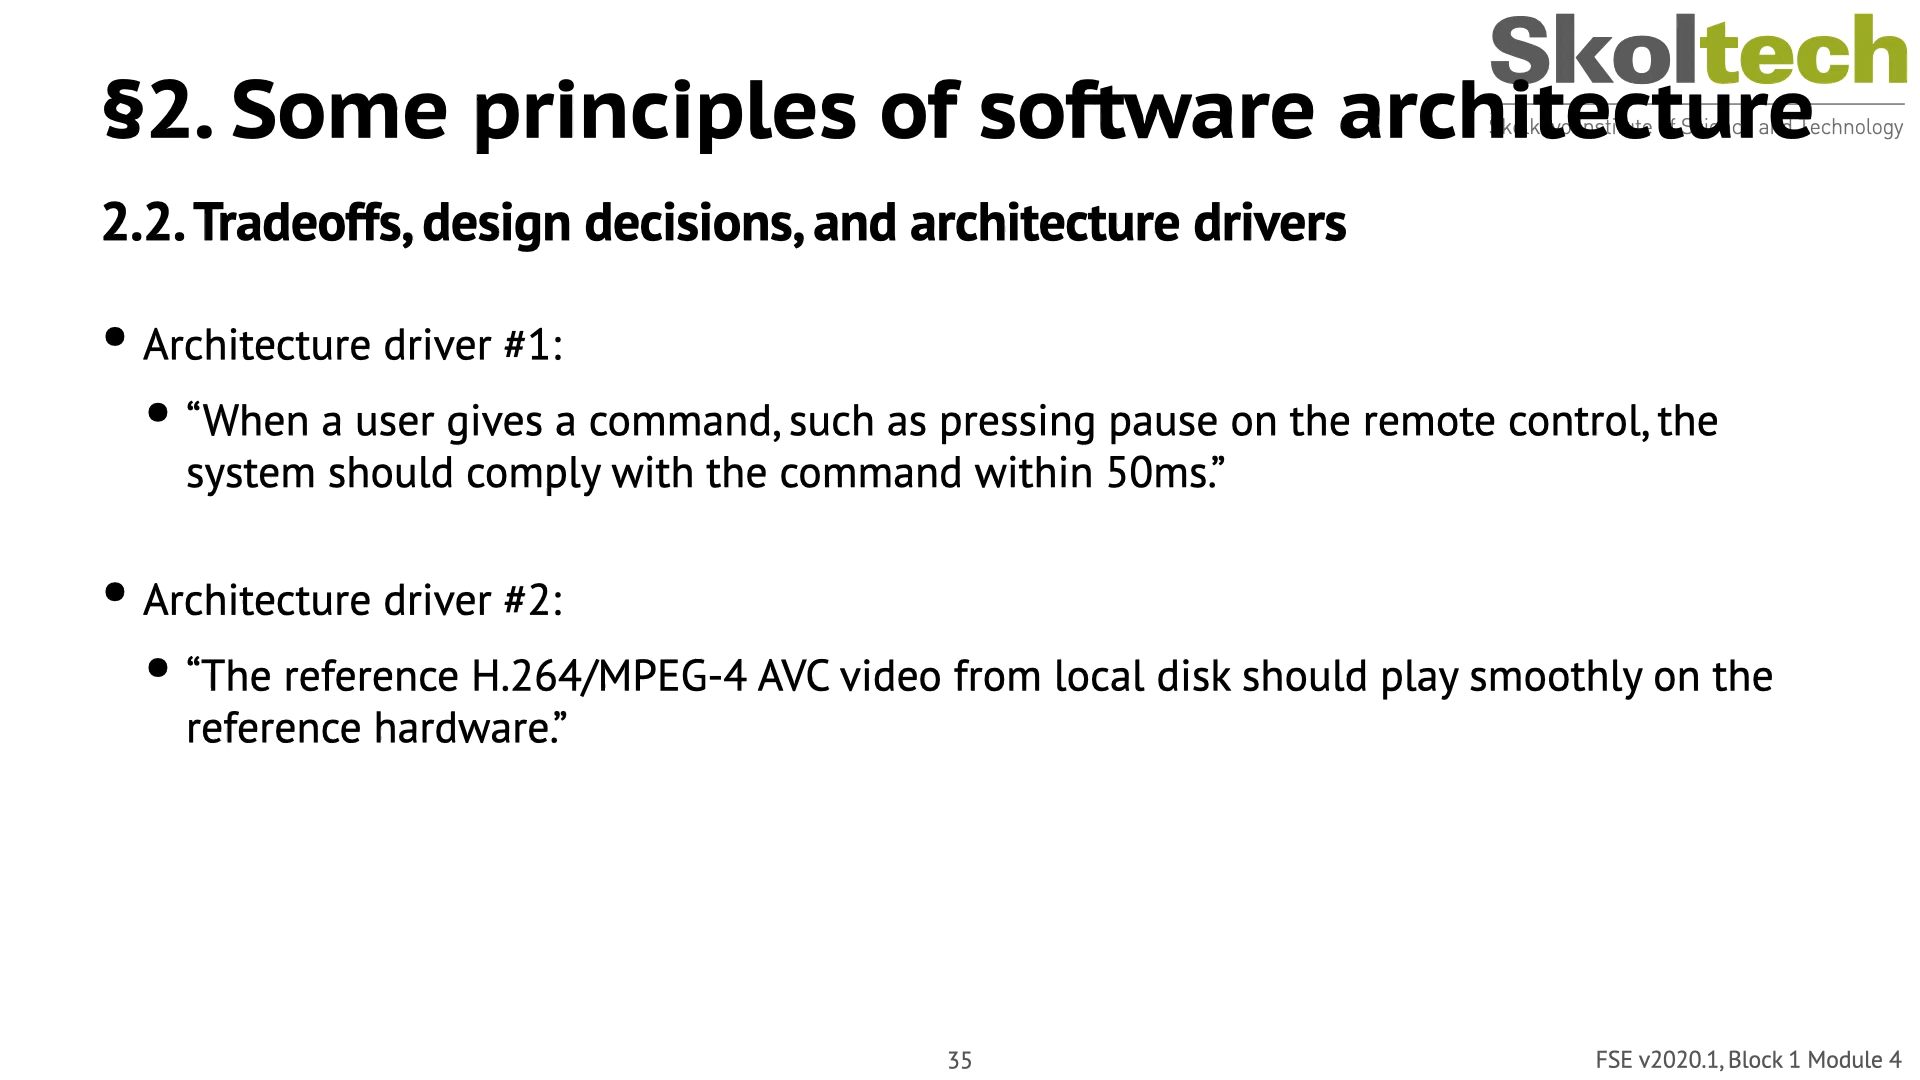 Skoltech
§2. Some principles of software architecture
Skolkovo Institute of Science and Technology
2.2. Tradeoffs, design decisions, and architecture drivers
• Architecture driver #1:
• “When a user gives a command, such as pressing pause on the remote control, the
system should comply with the command within 50ms.”
• Architecture driver #2:
• “The reference H.264/MPEG-4 AVC video from local disk should play smoothly on the
reference hardware.”
35
FSE v2020.1, Block 1 Module 4